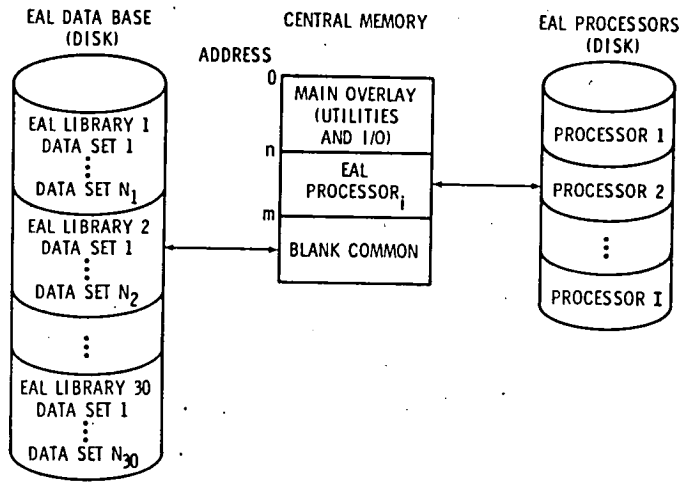 EAL DATA BASE
(DISK)
EAL LIBRARY 1
DATA SET 1
⋮
DATA SET N1
EAL LIBRARY 2
DATA SET 1
⋮
DATA SET N2
⋮
EAL LIBRARY 30
DATA SET 1
⋮
DATA SET N30
CENTRAL MEMORY
ADDRESS
0
MAIN OVERLAY
(UTILITIES
AND I/O)
n
EAL
PROCESSORi
m
BLANK COMMON
EAL PROCESSORS
(DISK)
PROCESSOR 1
PROCESSOR 2
⋮
PROCESSOR I